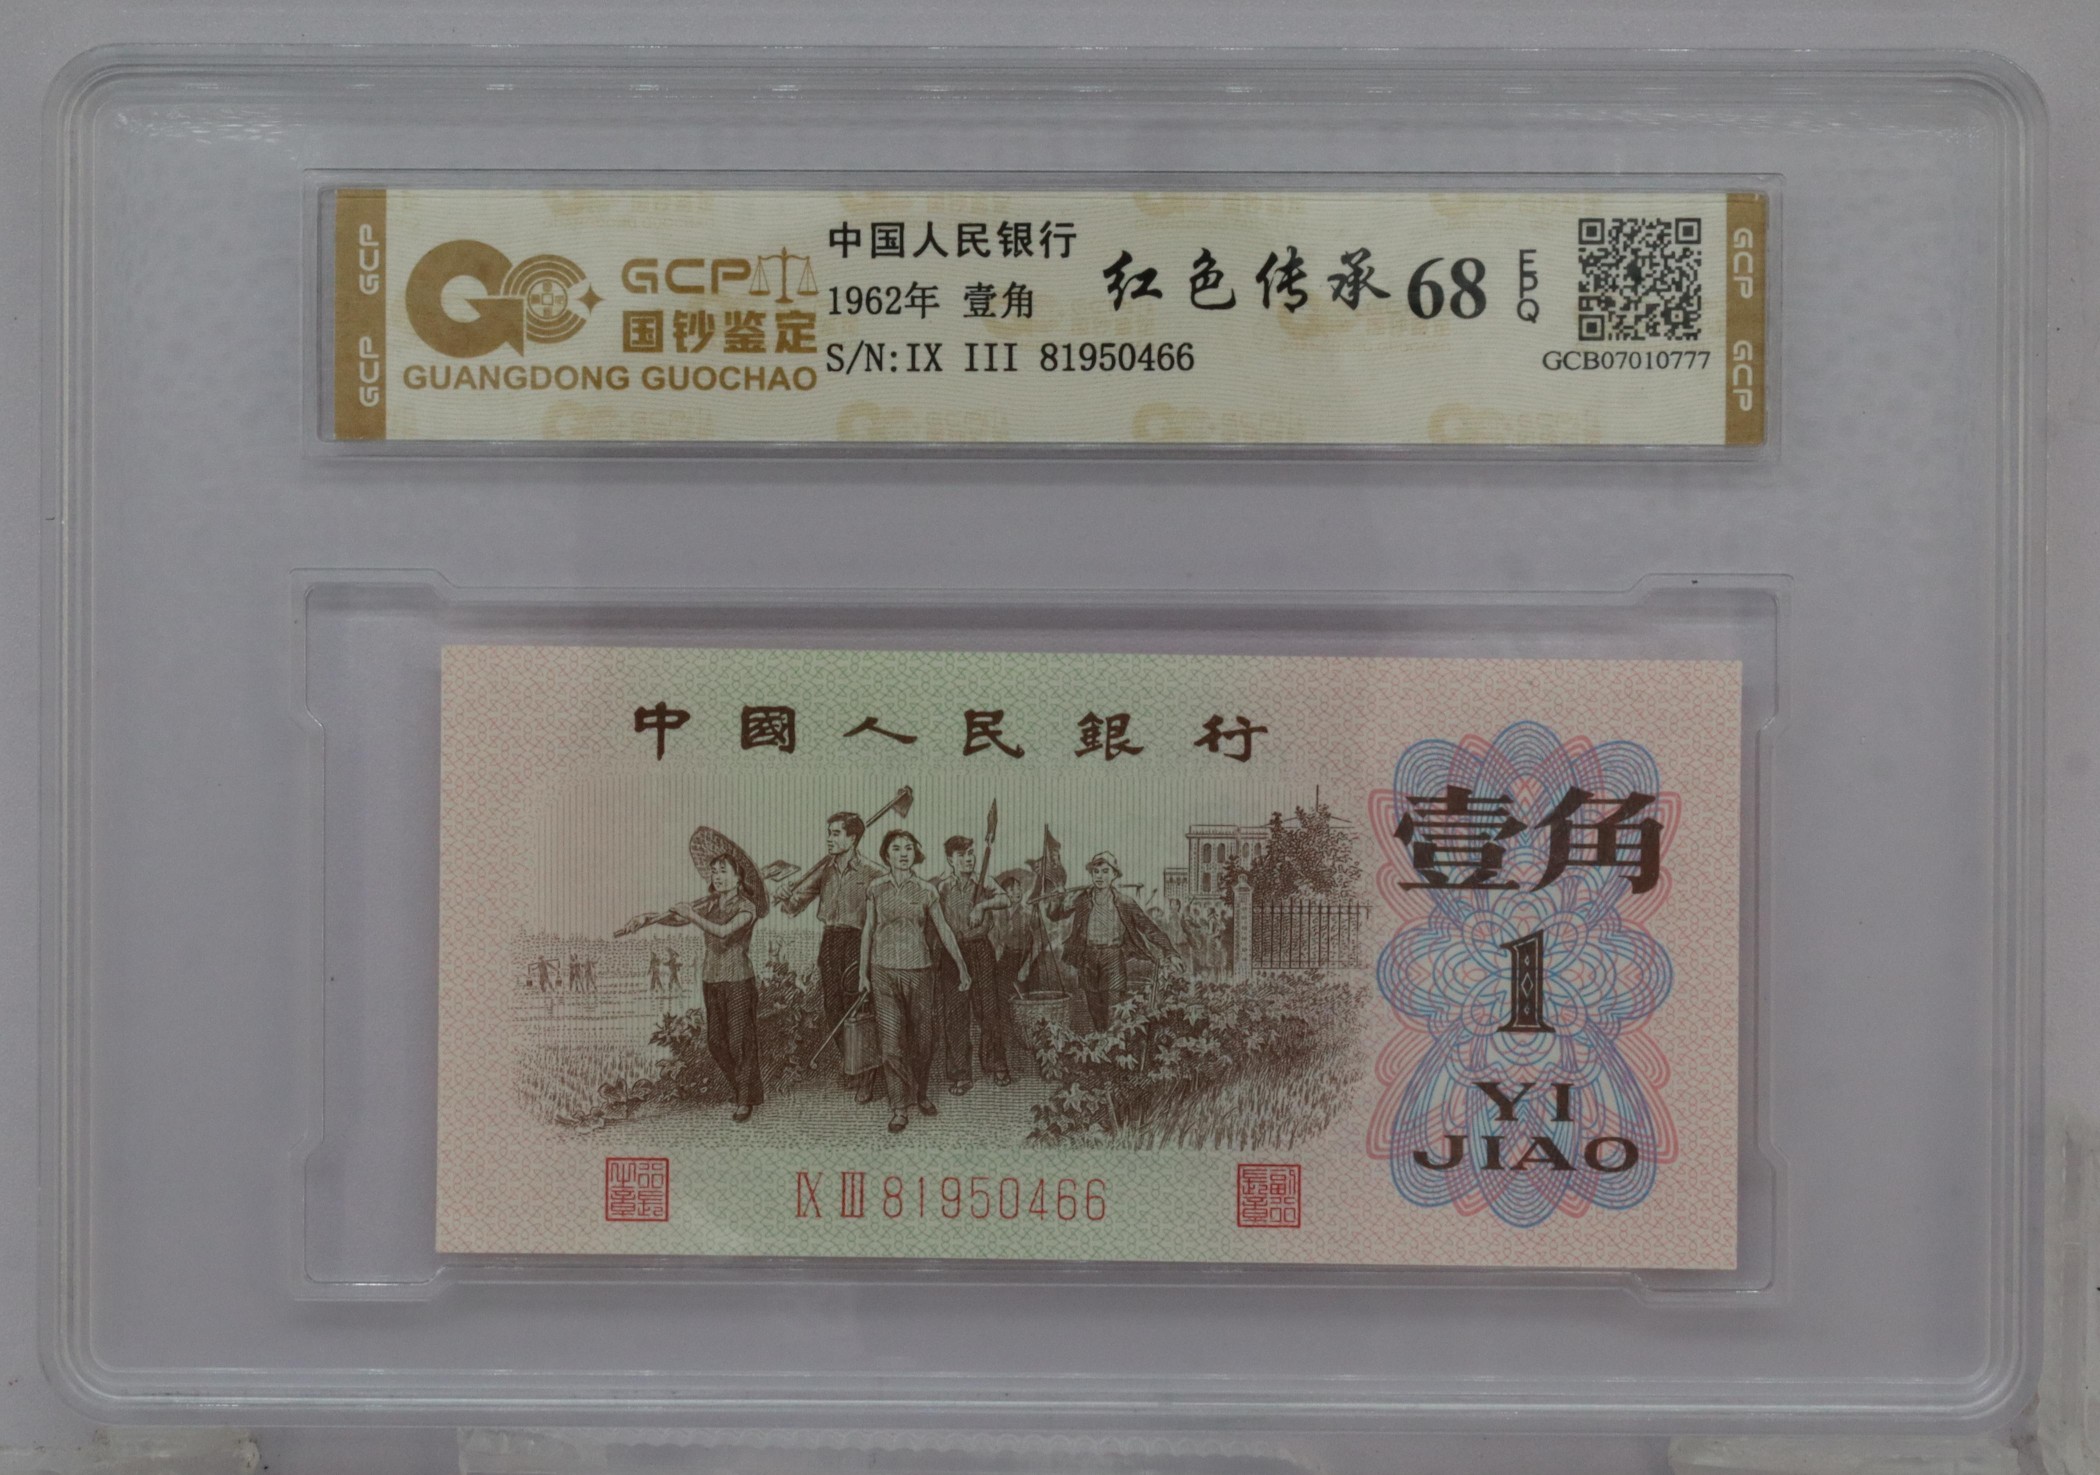 GCP
GCP
GCP
国钞鉴定
GUANGDONG GUOCHAO
中国人民银行
1962年 壹角
S/N:IX III 81950466
红色传承 68
EPQ
GCB07010777
GCP
GCP
中國人民銀行
壹角
1
YI
JIAO
IX III 81950466